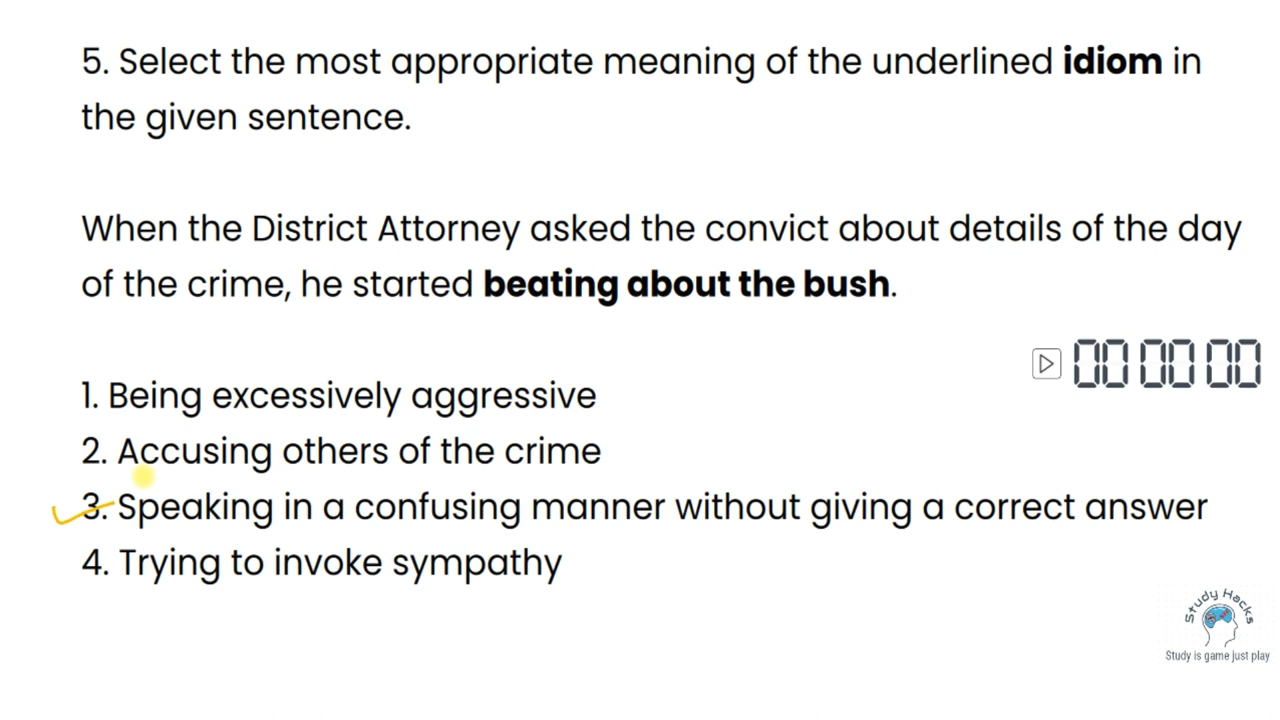 5. Select the most appropriate meaning of the underlined idiom in
the given sentence.
When the District Attorney asked the convict about details of the day
of the crime, he started beating about the bush.
00 00 00
1. Being excessively aggressive
2. Accusing others of the crime
3. Speaking in a confusing manner without giving a correct answer
4. Trying to invoke sympathy
Study Hacks
Study is game just play